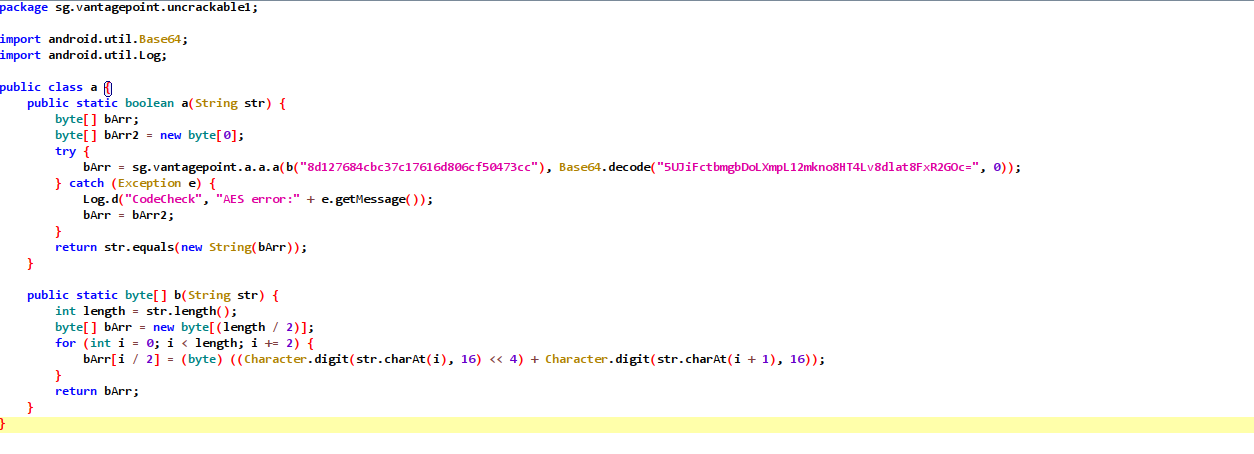 package sg.vantagepoint.uncrackable1;
import android.util.Base64;
import android.util.Log;
public class a {
    public static boolean a(String str) {
        byte[] bArr;
        byte[] bArr2 = new byte[0];
        try {
            bArr = sg.vantagepoint.a.a.a(b("8d127684cbc37c17616d806cf50473cc"), Base64.decode("5UJiFctbmgbDoLXmpL12mkno8HT4Lv8dlat8FxR2GOc=", 0));
        } catch (Exception e) {
            Log.d("CodeCheck", "AES error:" + e.getMessage());
            bArr = bArr2;
        }
        return str.equals(new String(bArr));
    }
    public static byte[] b(String str) {
        int length = str.length();
        byte[] bArr = new byte[(length / 2)];
        for (int i = 0; i < length; i += 2) {
            bArr[i / 2] = (byte) ((Character.digit(str.charAt(i), 16) << 4) + Character.digit(str.charAt(i + 1), 16));
        }
        return bArr;
    }
}